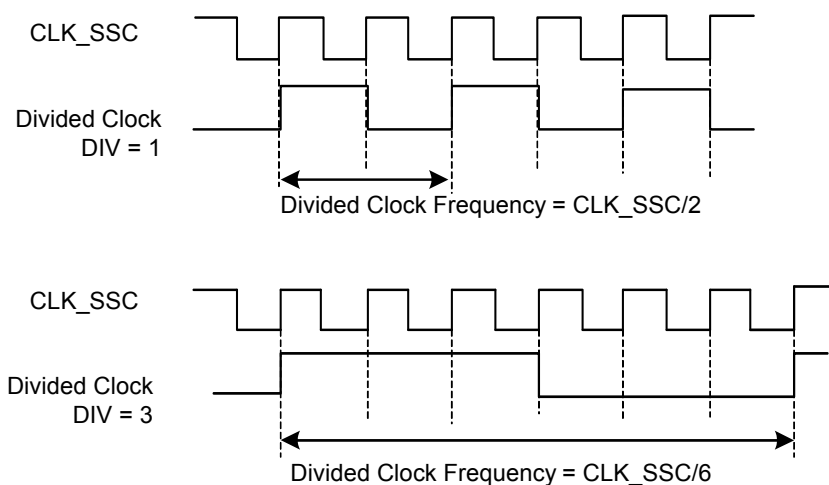 CLK_SSC
Divided Clock
DIV = 1
Divided Clock Frequency = CLK_SSC/2
CLK_SSC
Divided Clock
DIV = 3
Divided Clock Frequency = CLK_SSC/6